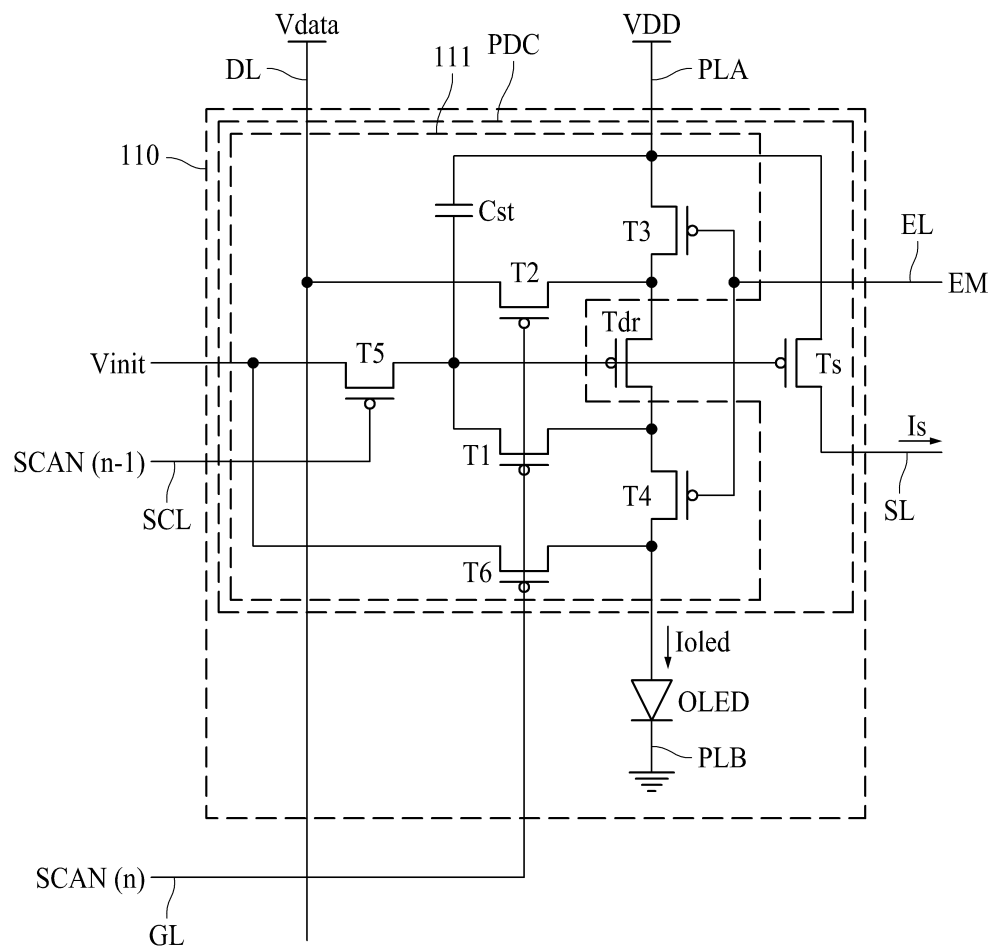 Vdata
VDD
DL
111
PDC
PLA
110
Cst
T3
EL
T2
EM
Tdr
Vinit
T5
Ts
Is
SCAN (n-1)
T1
T4
SCL
SL
T6
Ioled
OLED
PLB
SCAN (n)
GL